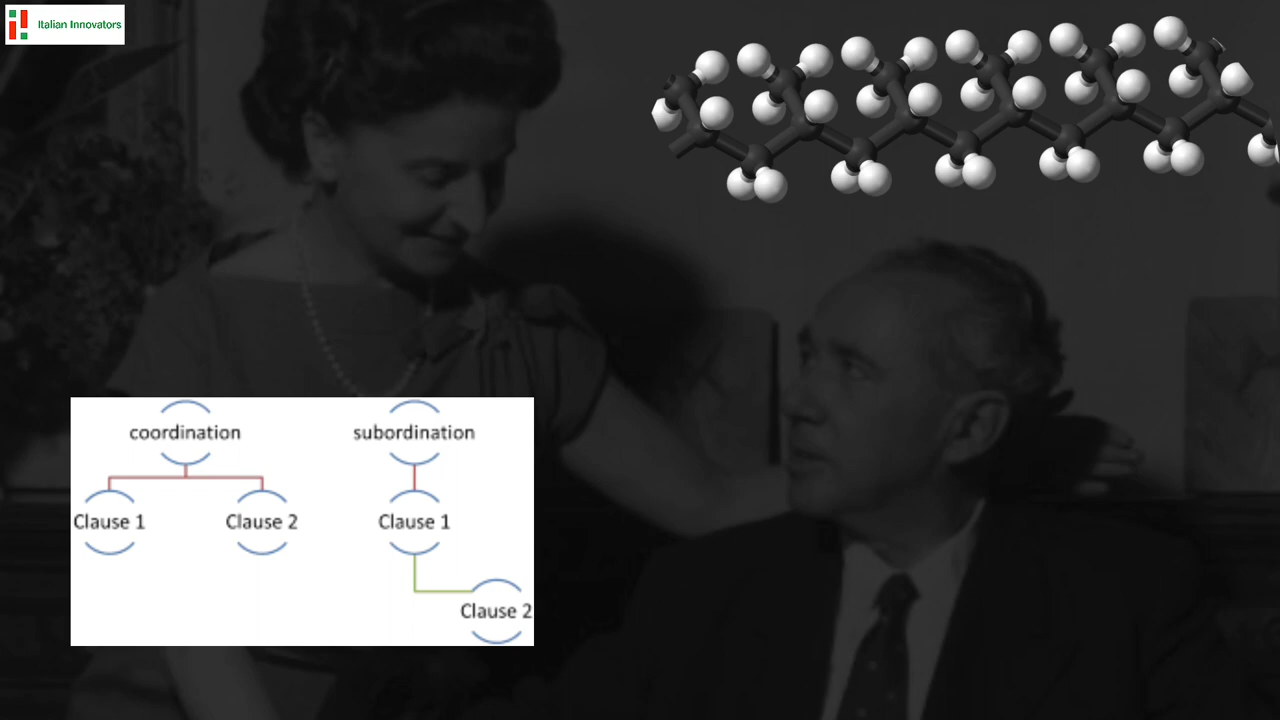 Italian Innovators
coordination
subordination
Clause 1
Clause 2
Clause 1
Clause 2